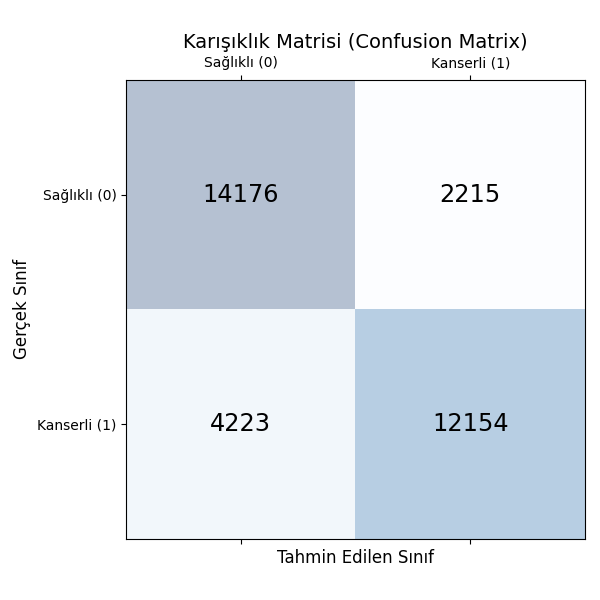 Karışıklık Matrisi (Confusion Matrix)
Sağlıklı (0) Kanserli (1)
Sağlıklı (0) 14176 2215
Gerçek Sınıf
Kanserli (1) 4223 12154
Tahmin Edilen Sınıf